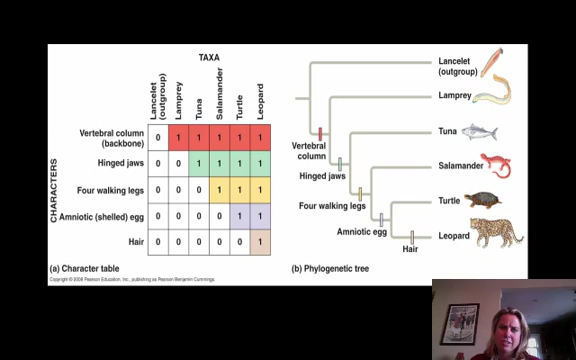 TAXA
Lancelet (outgroup)
Lamprey
Tuna
Salamander
Turtle
Leopard
CHARACTERS
Vertebral column (backbone) 0 1 1 1 1 1
Hinged jaws 0 0 1 1 1 1
Four walking legs 0 0 0 1 1 1
Amniotic (shelled) egg 0 0 0 0 1 1
Hair 0 0 0 0 0 1
(a) Character table
Copyright © 2008 Pearson Education, Inc., publishing as Pearson Benjamin Cummings.
Lancelet
(outgroup)
Lamprey
Tuna
Vertebral
column
Hinged jaws
Salamander
Four walking legs
Turtle
Amniotic egg
Leopard
Hair
(b) Phylogenetic tree